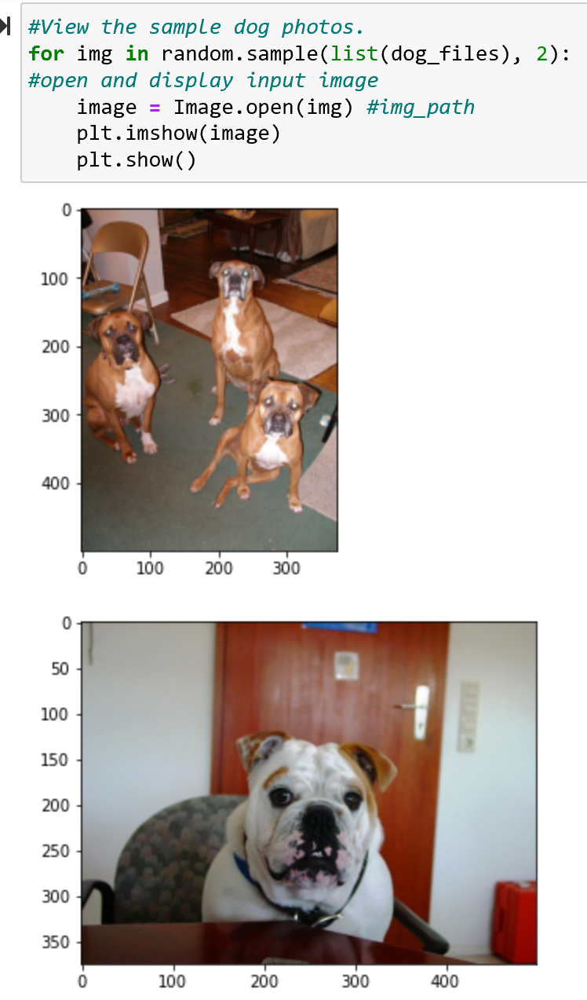 #View the sample dog photos.
for img in random.sample(list(dog_files), 2):
#open and display input image
    image = Image.open(img) #img_path
    plt.imshow(image)
    plt.show()
0
100
200
300
400
0 100 200 300
0
50
100
150
200
250
300
350
0 100 200 300 400